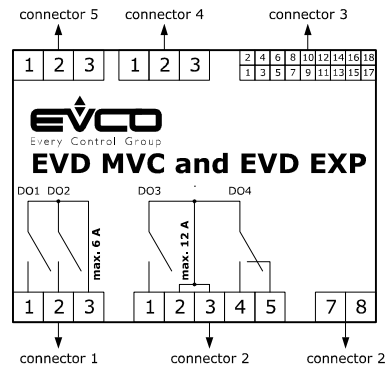 connector 5 connector 4 connector 3
1 2 3 1 2 3 2 4 6 8 10 12 14 16 18
1 3 5 7 9 11 13 15 17
EVCO
Every Control Group
EVD MVC and EVD EXP
DO1 DO2 DO3 DO4
max. 6 A max. 12 A
1 2 3 1 2 3 4 5 7 8
connector 1 connector 2 connector 2